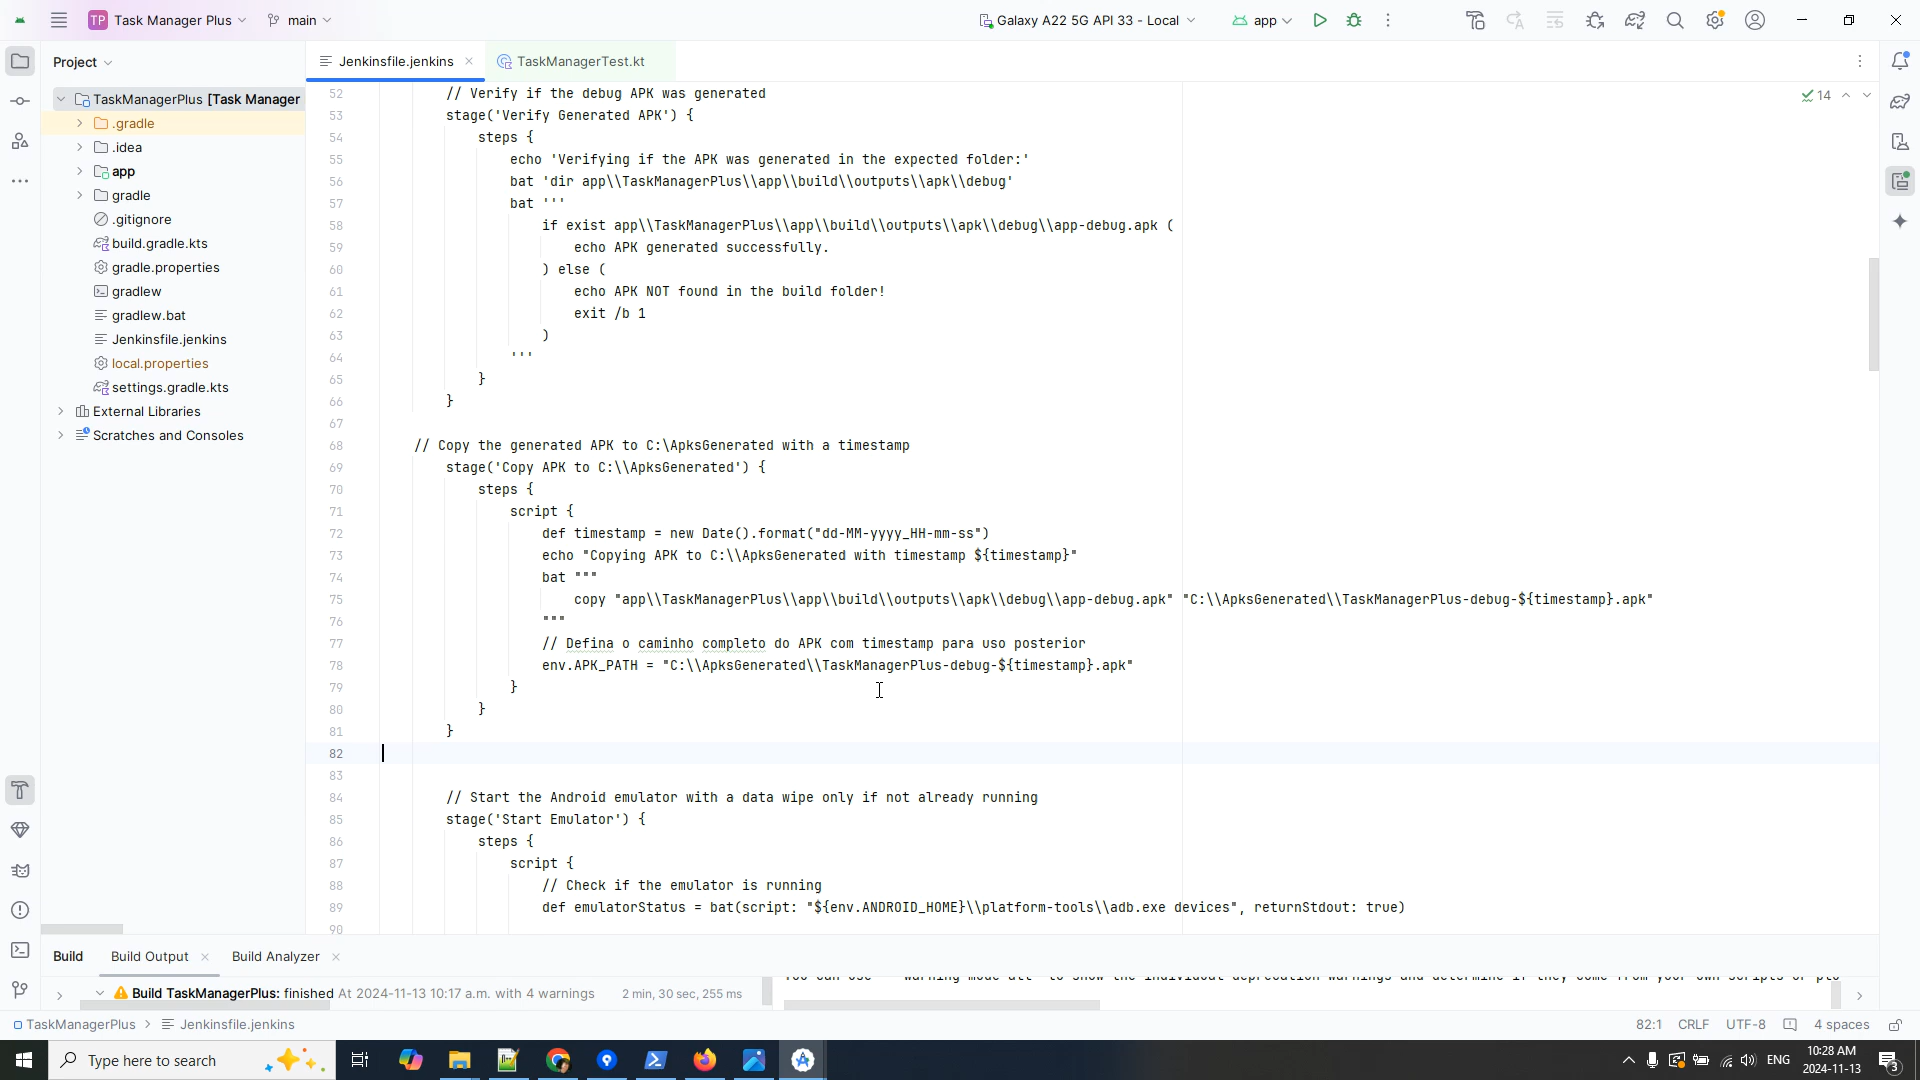 TP Task Manager Plus main Galaxy A22 5G API 33 - Local app
Project Jenkinsfile.jenkins TaskManagerTest.kt
TaskManagerPlus [Task Manager
.gradle
.idea
app
gradle
.gitignore
build.gradle.kts
gradle.properties
gradlew
gradlew.bat
Jenkinsfile.jenkins
local.properties
settings.gradle.kts
External Libraries
Scratches and Consoles
14
52 // Verify if the debug APK was generated
53 stage('Verify Generated APK') {
54 steps {
55 echo 'Verifying if the APK was generated in the expected folder:'
56 bat 'dir app\\TaskManagerPlus\\app\\build\\outputs\\apk\\debug'
57 bat '''
58 if exist app\\TaskManagerPlus\\app\\build\\outputs\\apk\\debug\\app-debug.apk (
59 echo APK generated successfully.
60 ) else (
61 echo APK NOT found in the build folder!
62 exit /b 1
63 )
64 '''
65 }
66 }
67
68 // Copy the generated APK to C:\ApksGenerated with a timestamp
69 stage('Copy APK to C:\\ApksGenerated') {
70 steps {
71 script {
72 def timestamp = new Date().format("dd-MM-yyyy_HH-mm-ss")
73 echo "Copying APK to C:\\ApksGenerated with timestamp ${timestamp}"
74 bat """
75 copy "app\\TaskManagerPlus\\app\\build\\outputs\\apk\\debug\\app-debug.apk" "C:\\ApksGenerated\\TaskManagerPlus-debug-${timestamp}.apk"
76 """
77 // Defina o caminho completo do APK com timestamp para uso posterior
78 env.APK_PATH = "C:\\ApksGenerated\\TaskManagerPlus-debug-${timestamp}.apk"
79 }
80 }
81 }
82
83
84 // Start the Android emulator with a data wipe only if not already running
85 stage('Start Emulator') {
86 steps {
87 script {
88 // Check if the emulator is running
89 def emulatorStatus = bat(script: "${env.ANDROID_HOME}\\platform-tools\\adb.exe devices", returnStdout: true)
90
Build Build Output Build Analyzer
Build TaskManagerPlus: finished At 2024-11-13 10:17 a.m. with 4 warnings 2 min, 30 sec, 255 ms
TaskManagerPlus Jenkinsfile.jenkins 82:1 CRLF UTF-8 4 spaces
Type here to search ENG 10:28 AM
2024-11-13
3